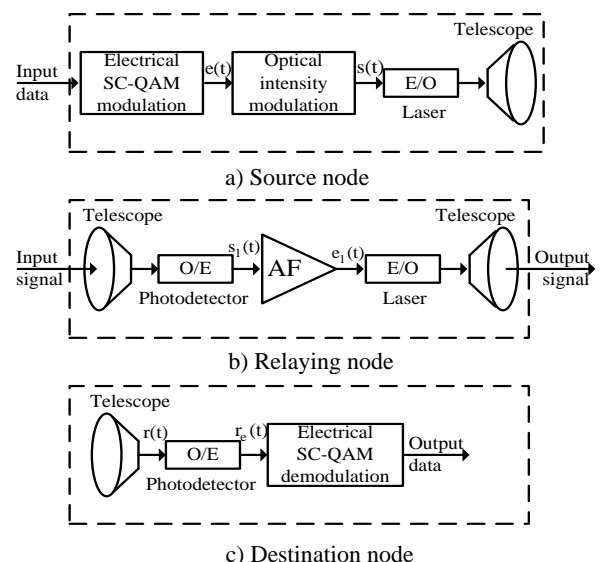 Telescope
Input
data
Electrical
SC-QAM
modulation
e(t)
Optical
intensity
modulation
s(t)
E/O
Laser
a) Source node
Telescope
Telescope
Input
signal
O/E
Photodetector
s₁(t)
AF
e₁(t)
E/O
Laser
Output
signal
b) Relaying node
Telescope
r(t)
O/E
Photodetector
rₑ(t)
Electrical
SC-QAM
demodulation
Output
data
c) Destination node